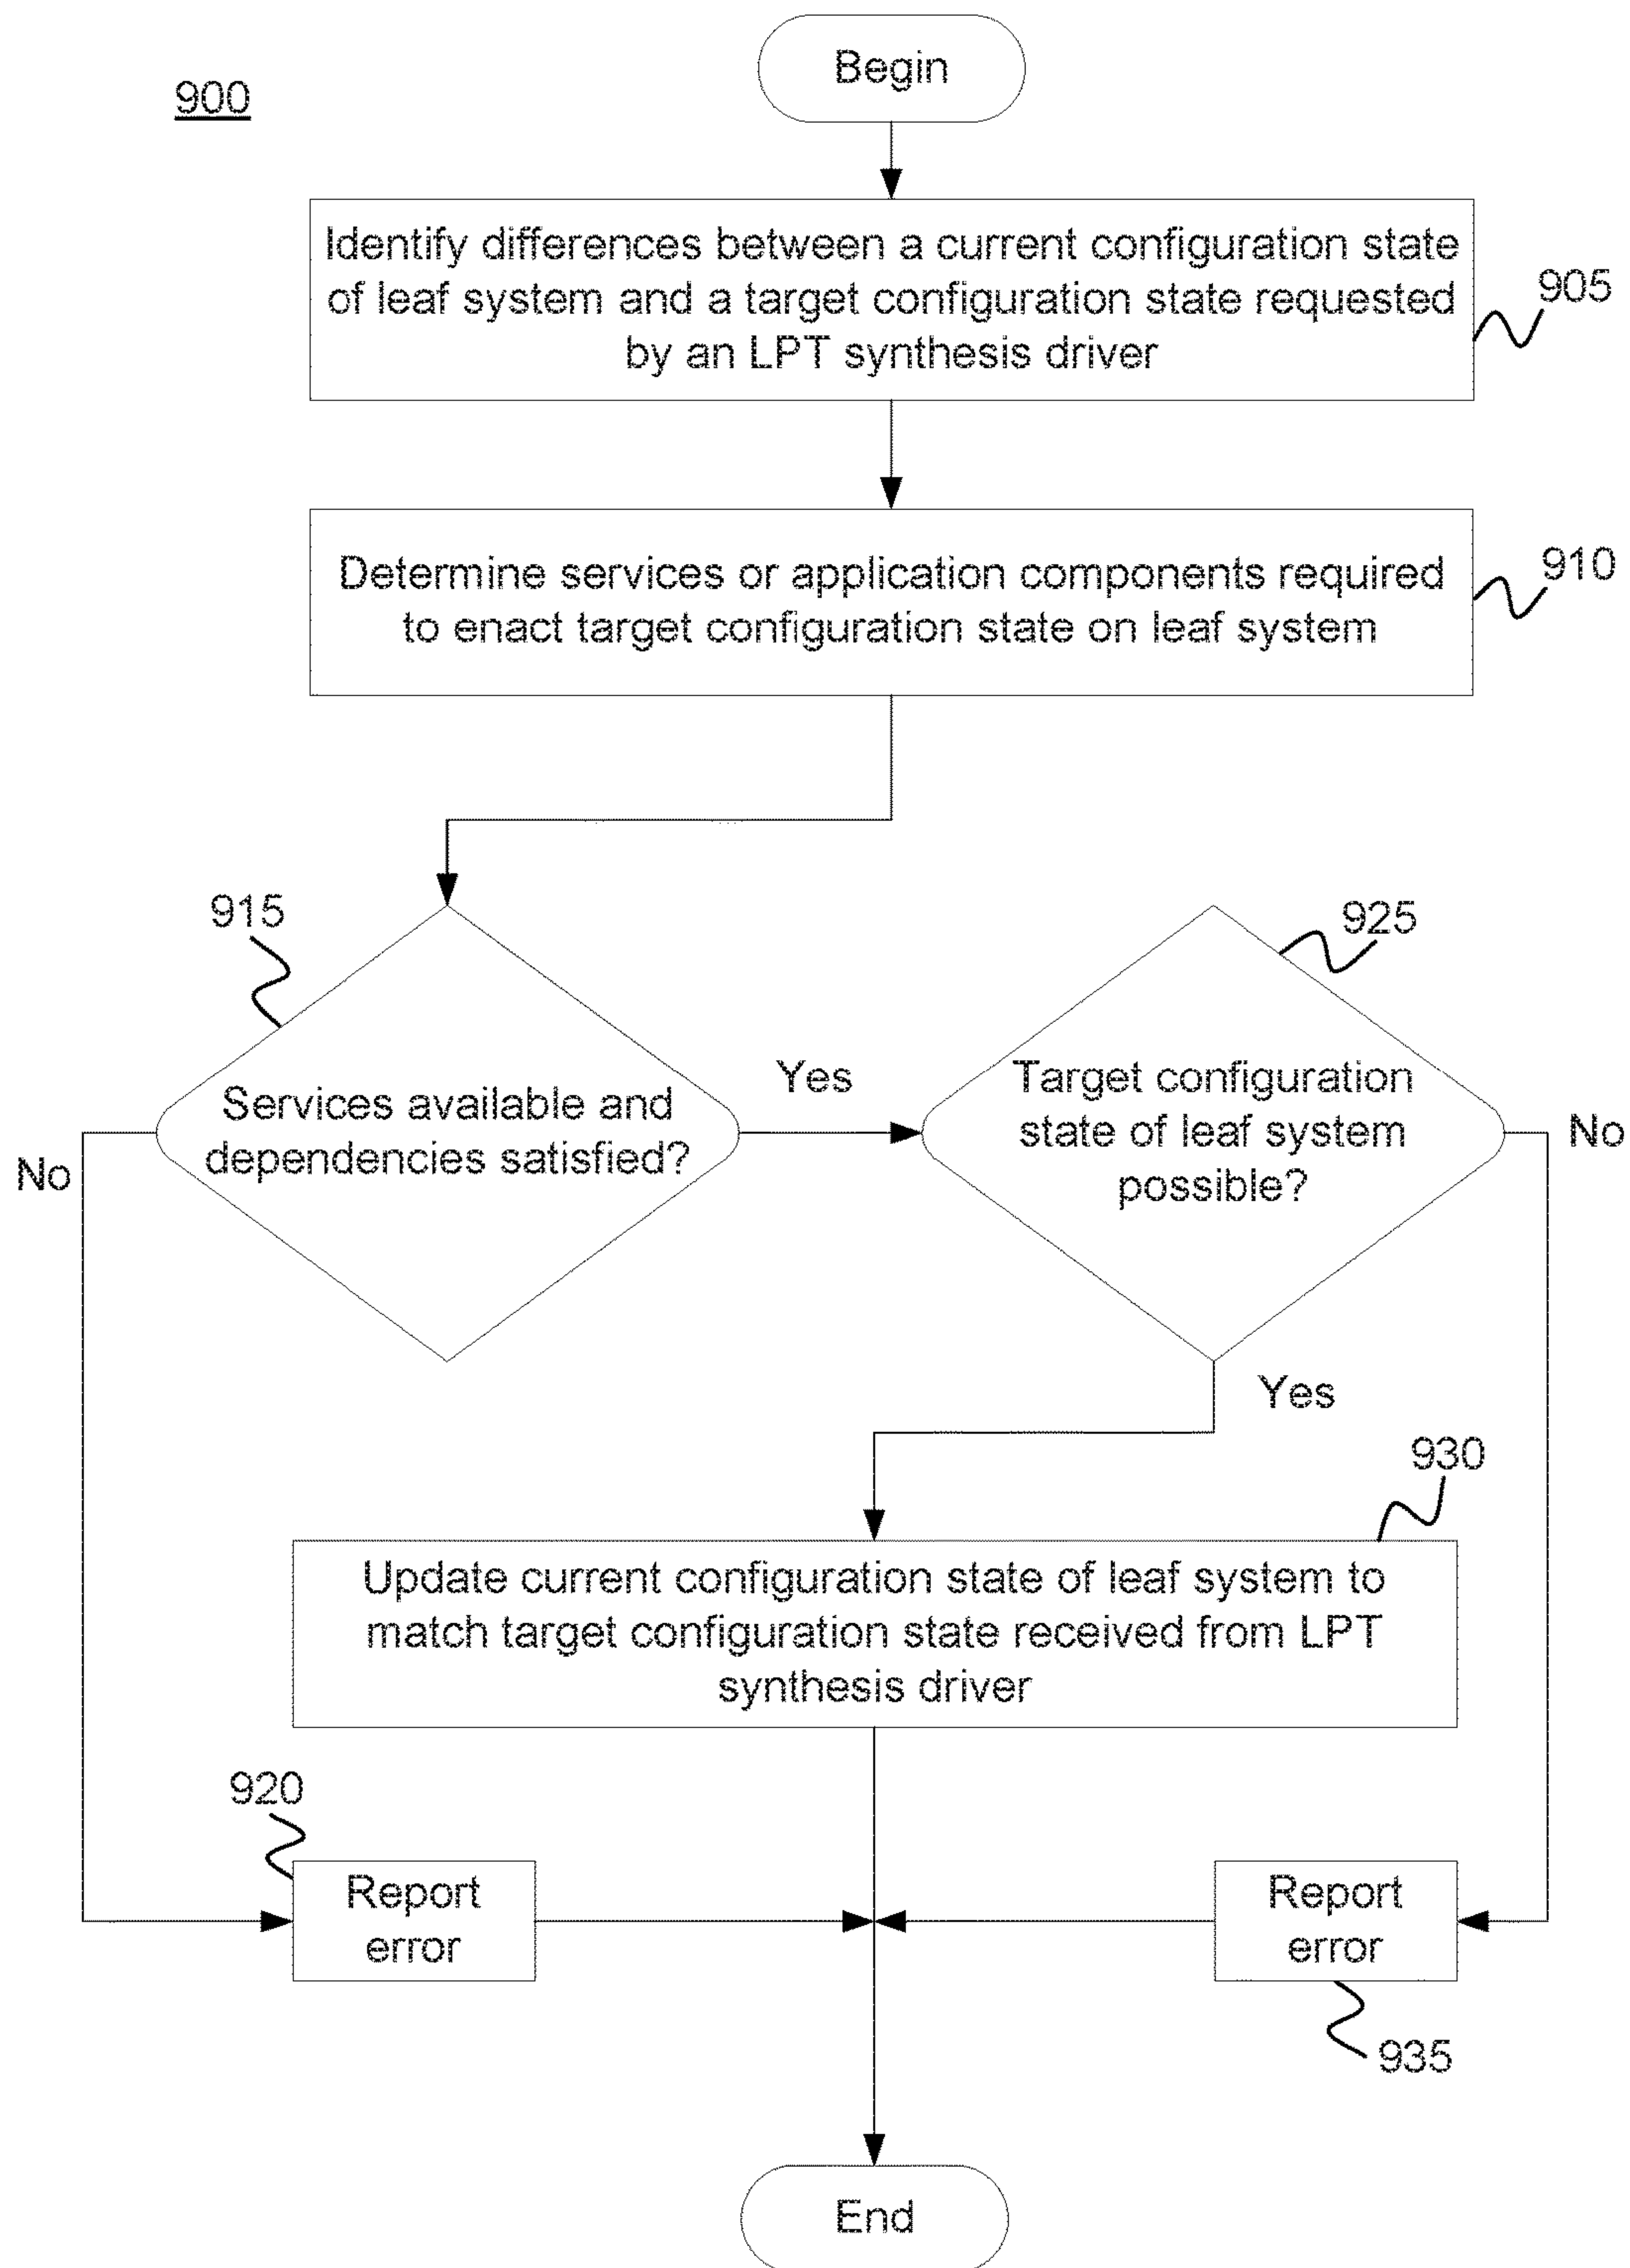 Begin
900
Identify differences between a current configuration state
of leaf system and a target configuration state requested
by an LPT synthesis driver
905
Determine services or application components required
to enact target configuration state on leaf system
910
915
925
Services available and
dependencies satisfied?
Yes
Target configuration
state of leaf system
possible?
No
No
Yes
930
Update current configuration state of leaf system to
match target configuration state received from LPT
synthesis driver
920
Report
error
Report
error
935
End